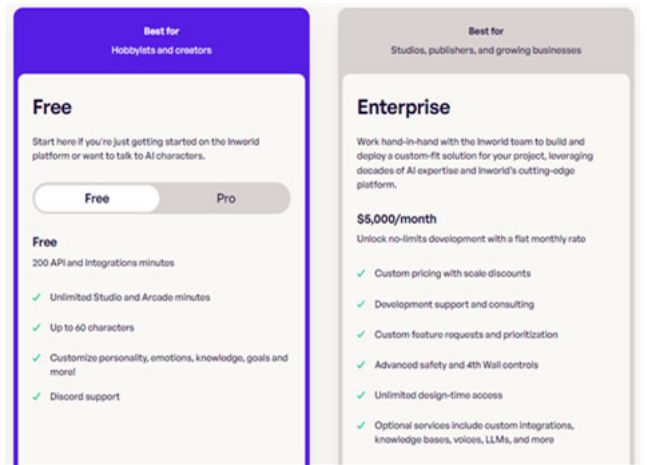 Best for
Hobbyists and creators
Free
Start here if you're just getting started on the Inworld
platform or want to talk to AI characters.
Free
Pro
Free
200 API and Integrations minutes
✓ Unlimited Studio and Arcade minutes
✓ Up to 60 characters
✓ Customize personality, emotions, knowledge, goals and
more!
✓ Discord support
Best for
Studios, publishers, and growing businesses
Enterprise
Work hand-in-hand with the Inworld team to build and
deploy a custom-fit solution for your project, leveraging
decades of AI expertise and Inworld's cutting-edge
platform.
$5,000/month
Unlock no-limits development with a flat monthly rate
✓ Custom pricing with scale discounts
✓ Development support and consulting
✓ Custom feature requests and prioritization
✓ Advanced safety and 4th Wall controls
✓ Unlimited design-time access
✓ Optional services include custom integrations,
knowledge bases, voices, LLMs, and more